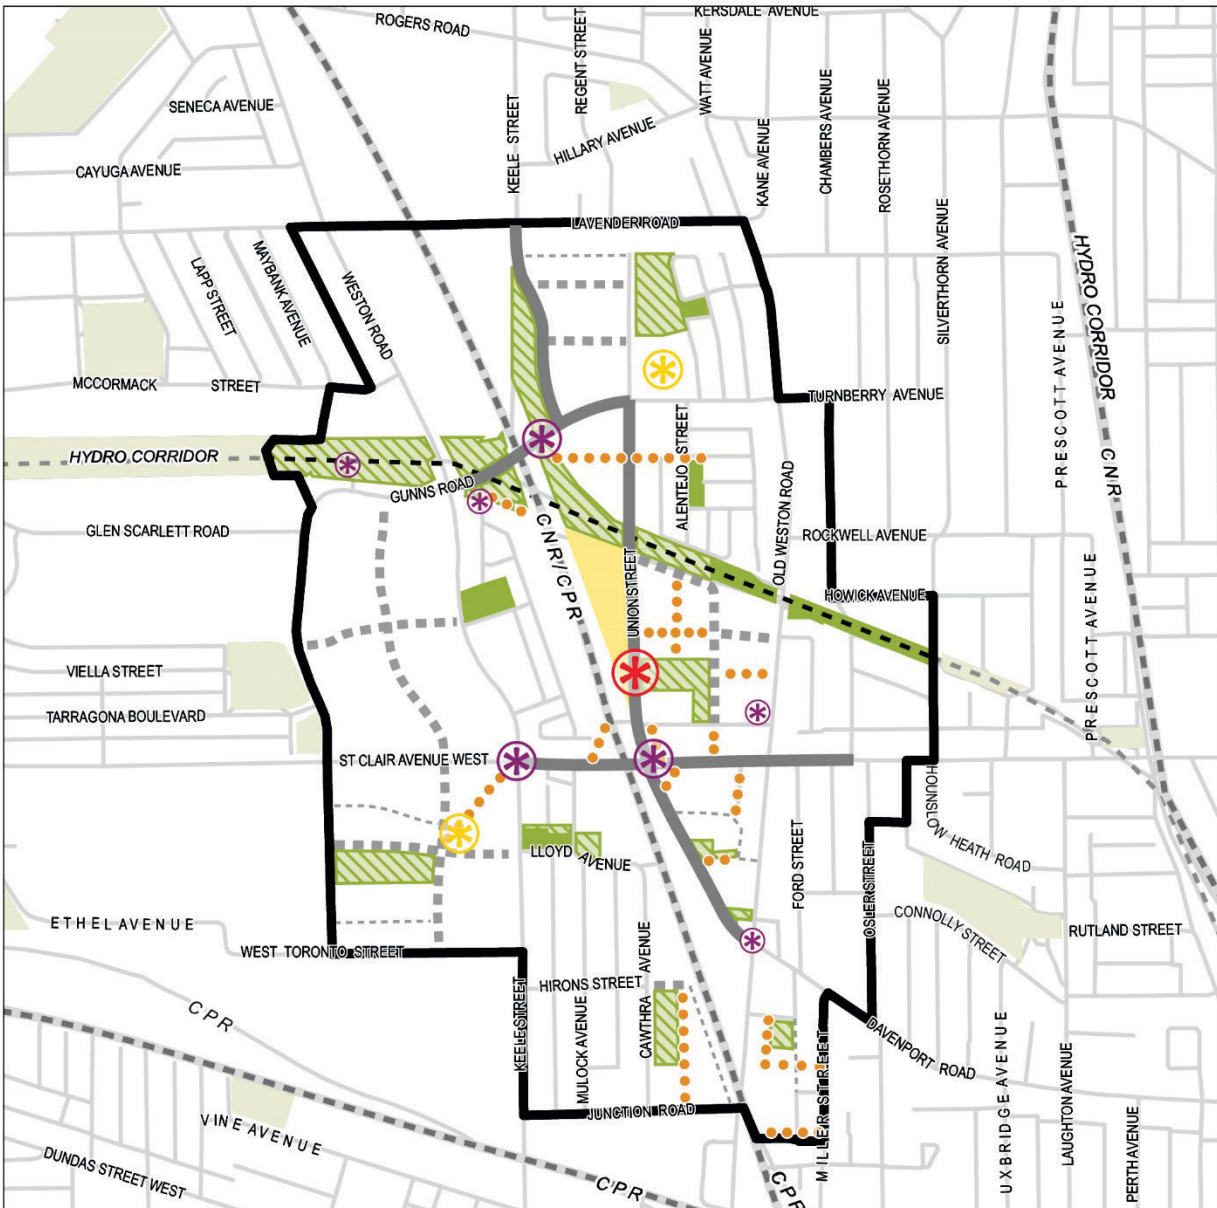 KERSDALE AVENUE
ROGERS ROAD
REGENT STREET
WATT AVENUE
SENECA AVENUE
KEELE STREET
HILLARY AVENUE
KANE AVENUE
CHAMBERS AVENUE
ROSETHORN AVENUE
CAYUGA AVENUE
LAVENDER ROAD
SILVERTHORN AVENUE
HYDRO CORRIDOR
LAPP STREET
MAYBANK AVENUE
WESTON ROAD
PRESCOTT AVENUE
MCCORMACK STREET
TURNBERRY AVENUE
HYDRO CORRIDOR
GUNNS ROAD
ALENTEJO STREET
OLD WESTON ROAD
CNR
GLEN SCARLETT ROAD
CNR/CPR
UNION STREET
ROCKWELL AVENUE
HOWICK AVENUE
PRESCOTT AVENUE
VIELLA STREET
TARRAGONA BOULEVARD
ST CLAIR AVENUE WEST
HOUNSLOW HEATH ROAD
LLOYD AVENUE
FORD STREET
OSLER STREET
CONNOLLY STREET
ETHEL AVENUE
RUTLAND STREET
WEST TORONTO STREET
HIRONS STREET
KEELE STREET
MULOCK AVENUE
CAWTHRA AVENUE
CPR
DAVENPORT ROAD
MILLER STREET
UXBRIDGE AVENUE
LAUGHTON AVENUE
PERTH AVENUE
JUNCTION ROAD
VINE AVENUE
DUNDAS STREET WEST
CPR
CPR